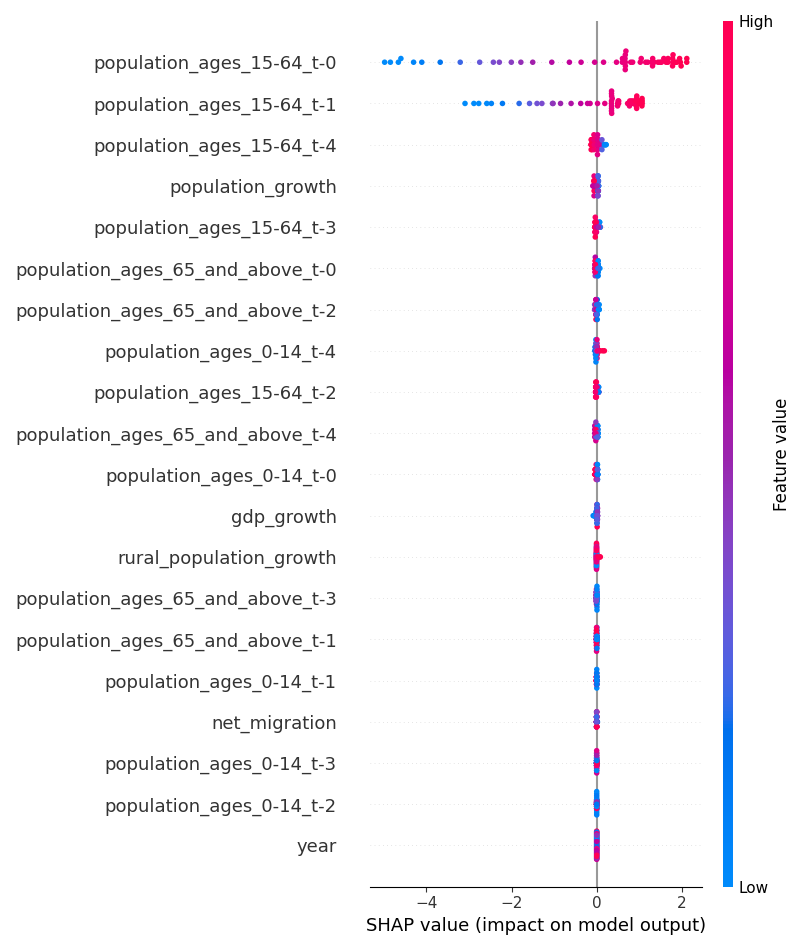 High
population_ages_15-64_t-0
population_ages_15-64_t-1
population_ages_15-64_t-4
population_growth
population_ages_15-64_t-3
population_ages_65_and_above_t-0
population_ages_65_and_above_t-2
population_ages_0-14_t-4
population_ages_15-64_t-2
population_ages_65_and_above_t-4
population_ages_0-14_t-0
gdp_growth
rural_population_growth
population_ages_65_and_above_t-3
population_ages_65_and_above_t-1
population_ages_0-14_t-1
net_migration
population_ages_0-14_t-3
population_ages_0-14_t-2
year
Feature value
Low
−4 −2 0 2
SHAP value (impact on model output)